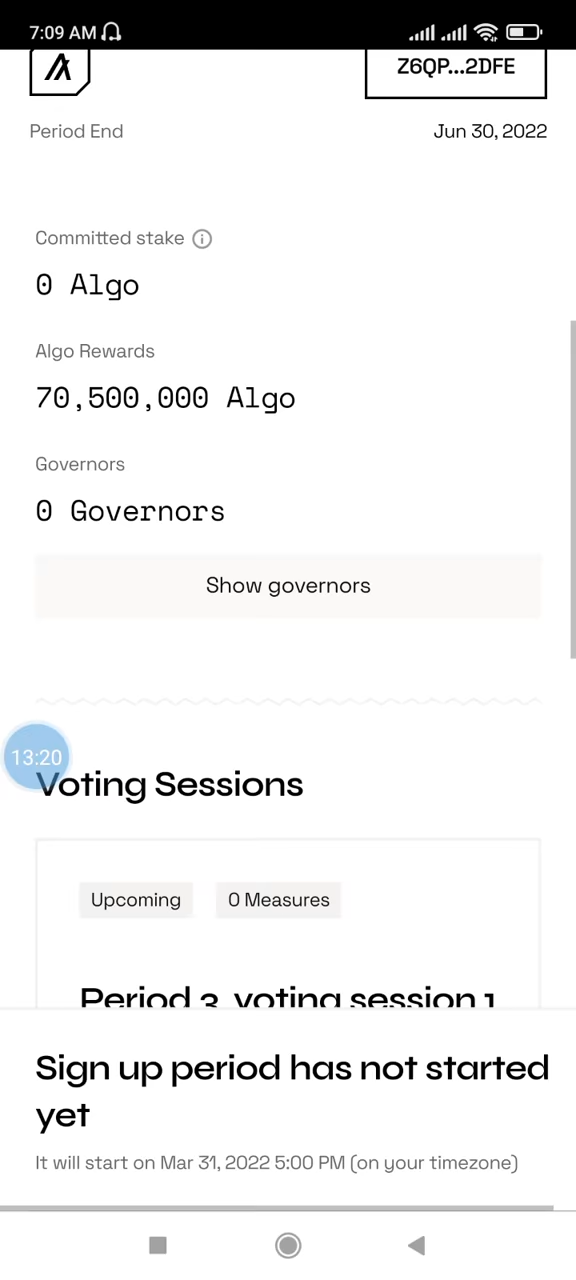 7:09 AM
Z6QP...2DFE
Period End
Jun 30, 2022
Committed stake
0 Algo
Algo Rewards
70,500,000 Algo
Governors
0 Governors
Show governors
13:20
Voting Sessions
Upcoming
0 Measures
Period 3, voting session 1
Sign up period has not started
yet
It will start on Mar 31, 2022 5:00 PM (on your timezone)